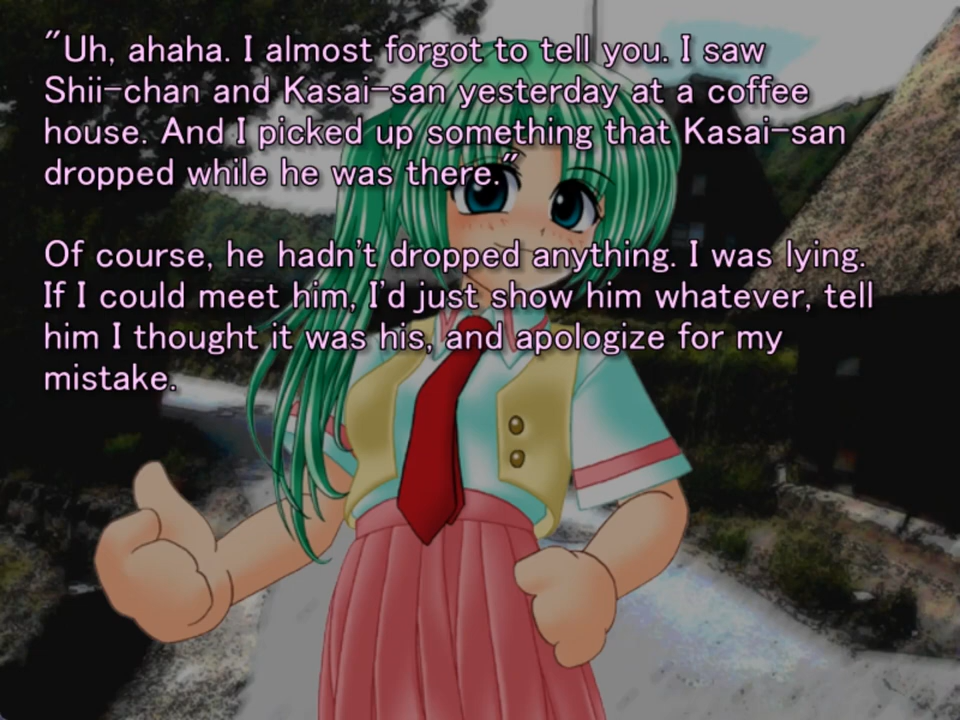 "Uh, ahaha. I almost forgot to tell you. I saw
Shii-chan and Kasai-san yesterday at a coffee
house. And I picked up something that Kasai-san
dropped while he was there."
Of course, he hadn't dropped anything. I was lying.
If I could meet him, I'd just show him whatever, tell
him I thought it was his, and apologize for my
mistake.